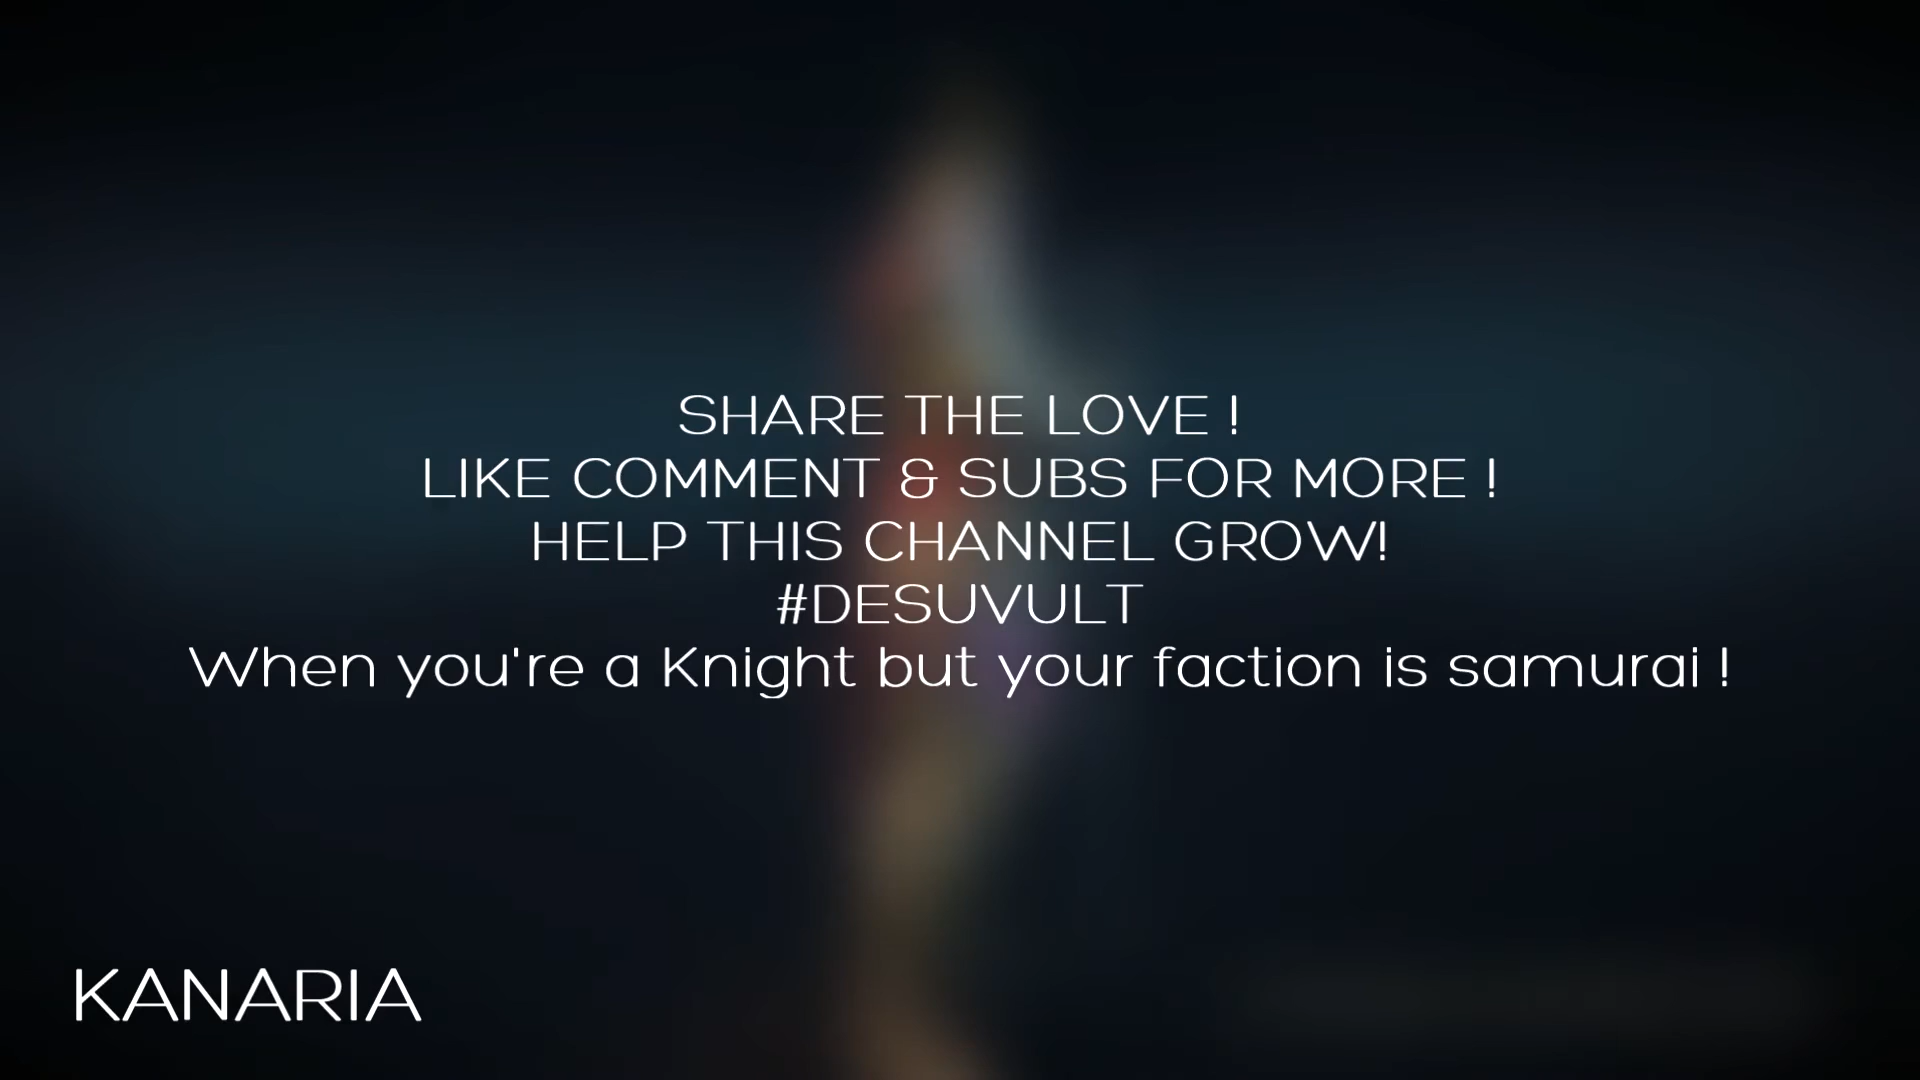 SHARE THE LOVE !
LIKE COMMENT & SUBS FOR MORE !
HELP THIS CHANNEL GROW!
#DESUVULT
When you're a Knight but your faction is samurai !
KANARIA